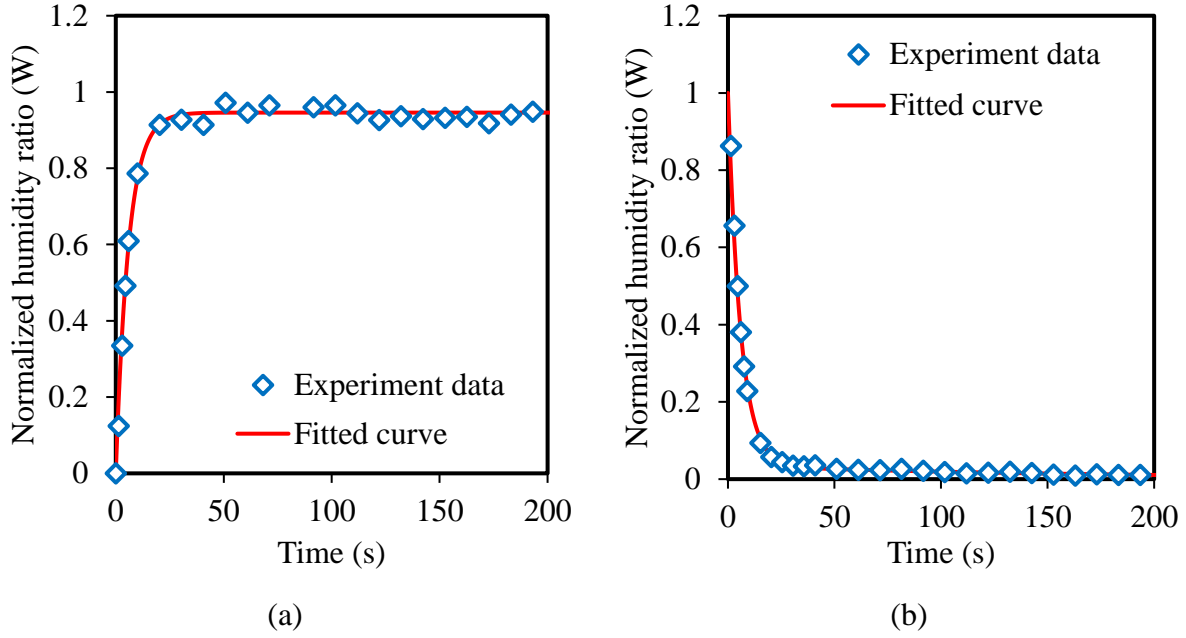 Normalized humidity ratio (W)
1.2
1
0.8
0.6
0.4
0.2
0
Experiment data
Fitted curve
0 50 100 150 200
Time (s)
(a)
Normalized humidity ratio (W)
1.2
1
0.8
0.6
0.4
0.2
0
Experiment data
Fitted curve
0 50 100 150 200
Time (s)
(b)